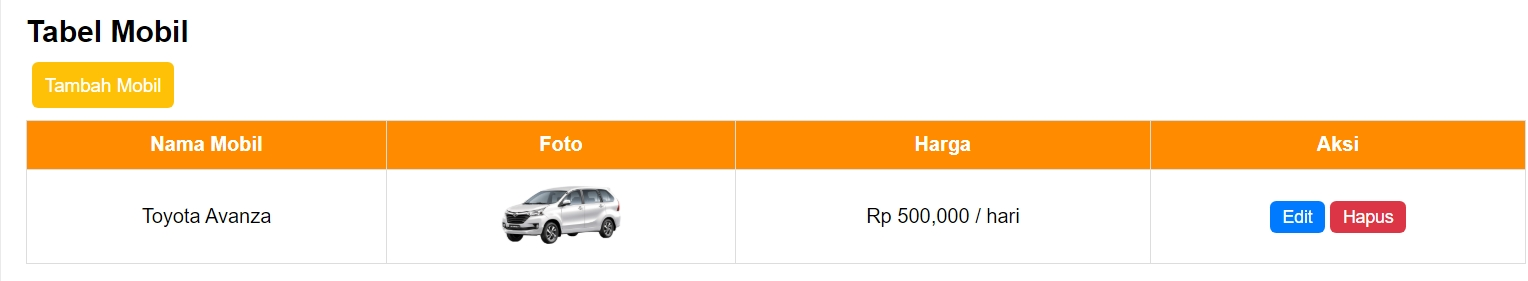 Tabel Mobil
Tambah Mobil
Nama Mobil Foto Harga Aksi
Toyota Avanza Rp 500,000 / hari Edit Hapus